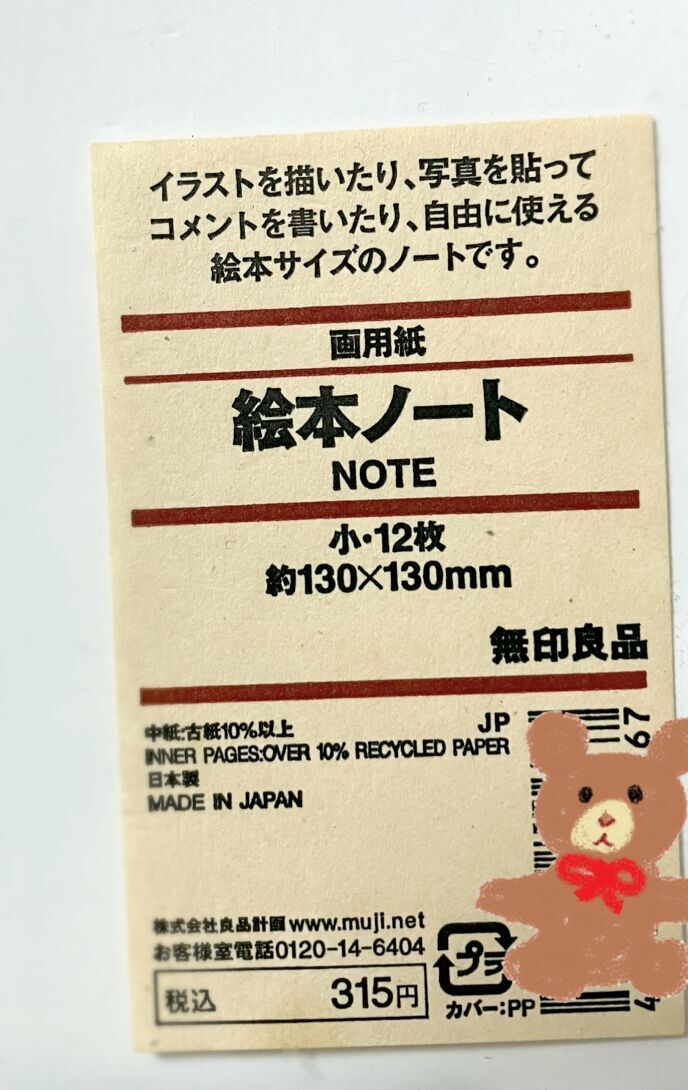 イラストを描いたり、写真を貼って
コメントを書いたり、自由に使える
絵本サイズのノートです。
画用紙
絵本ノート
NOTE
小・12枚
約130×130mm
無印良品
中紙:古紙10%以上
JP
INNER PAGES:OVER 10% RECYCLED PAPER
日本製
MADE IN JAPAN
67
株式会社良品計画 www.muji.net
お客様室電話0120-14-6404
プラ
カバー:PP
税込 315円
4